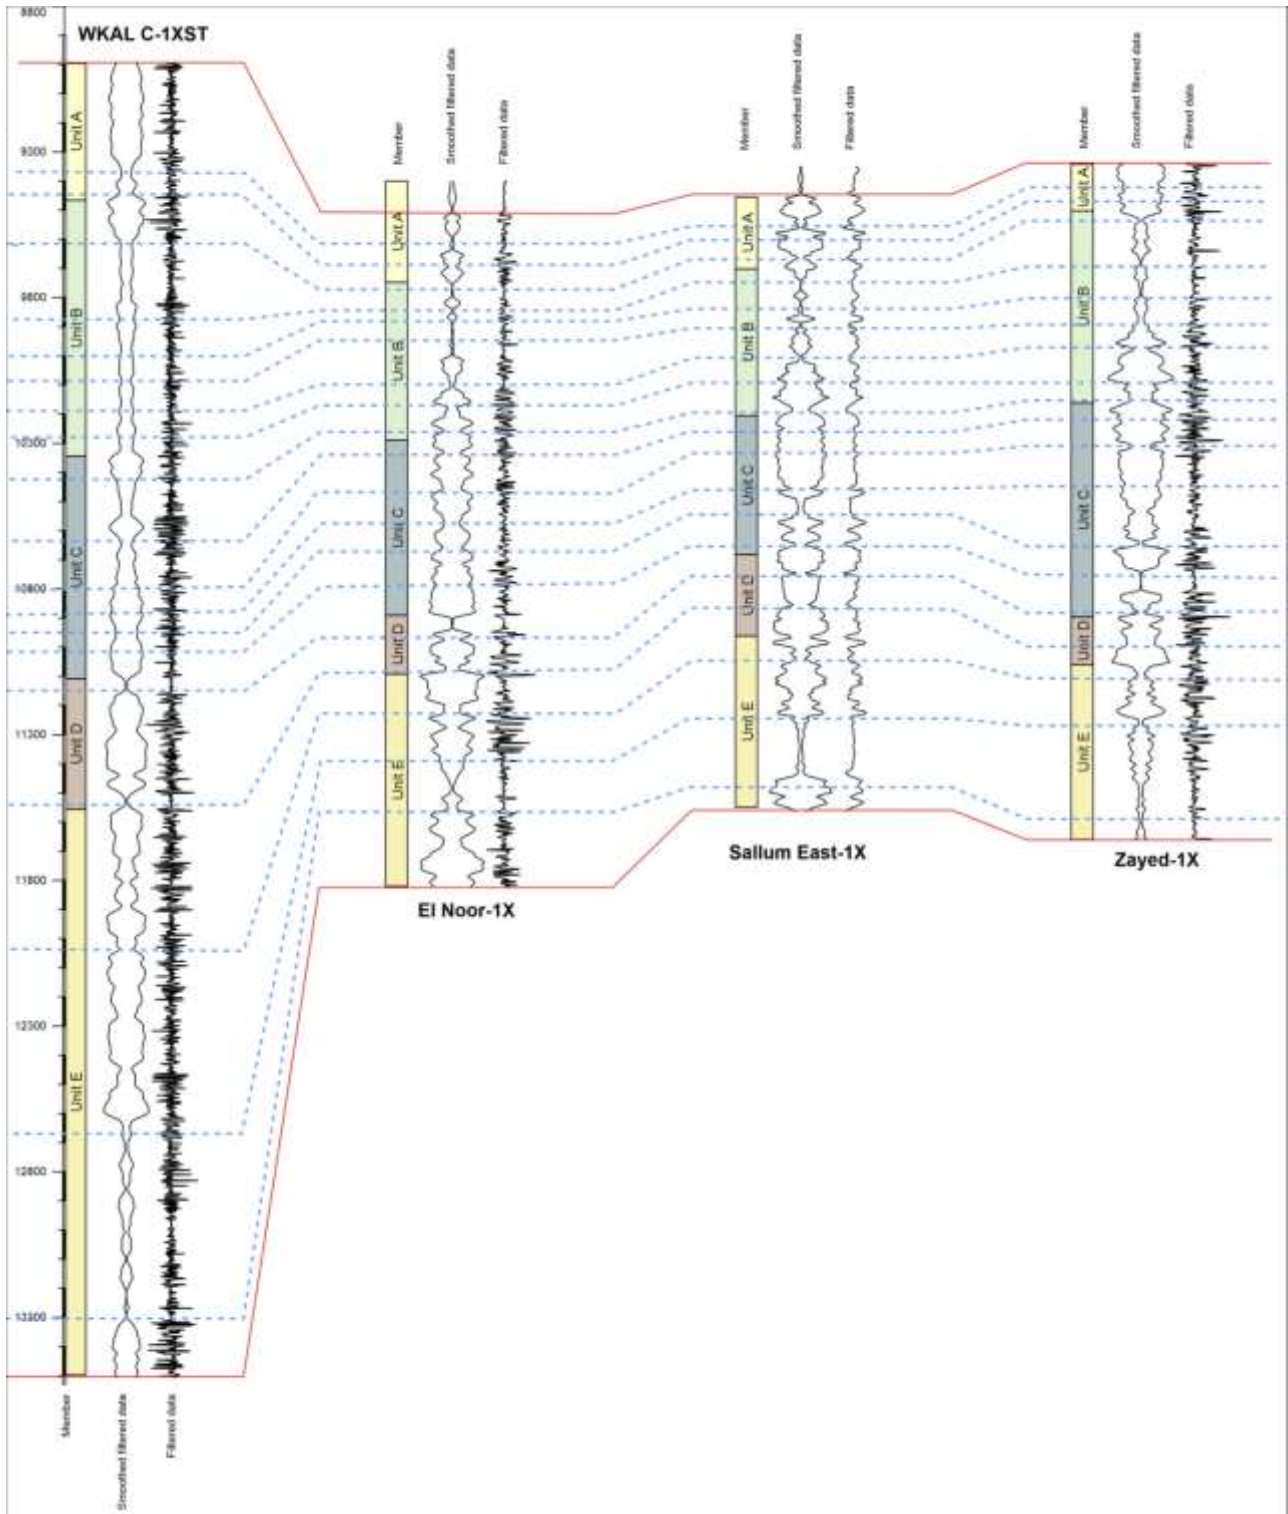 8800
WKAL C-1XST
Unit A
9300
Unit B
9800
10300
Unit C
10800
Unit D
11300
11800
12300
Unit E
12800
13300
Member
Smoothed filtered data
Filtered data
Member
Smoothed filtered data
Filtered data
Unit A
Unit B
Unit C
Unit D
Unit E
El Noor-1X
Member
Smoothed filtered data
Filtered data
Unit A
Unit B
Unit C
Unit D
Unit E
Sallum East-1X
Member
Smoothed filtered data
Filtered data
Unit A
Unit B
Unit C
Unit D
Unit E
Zayed-1X